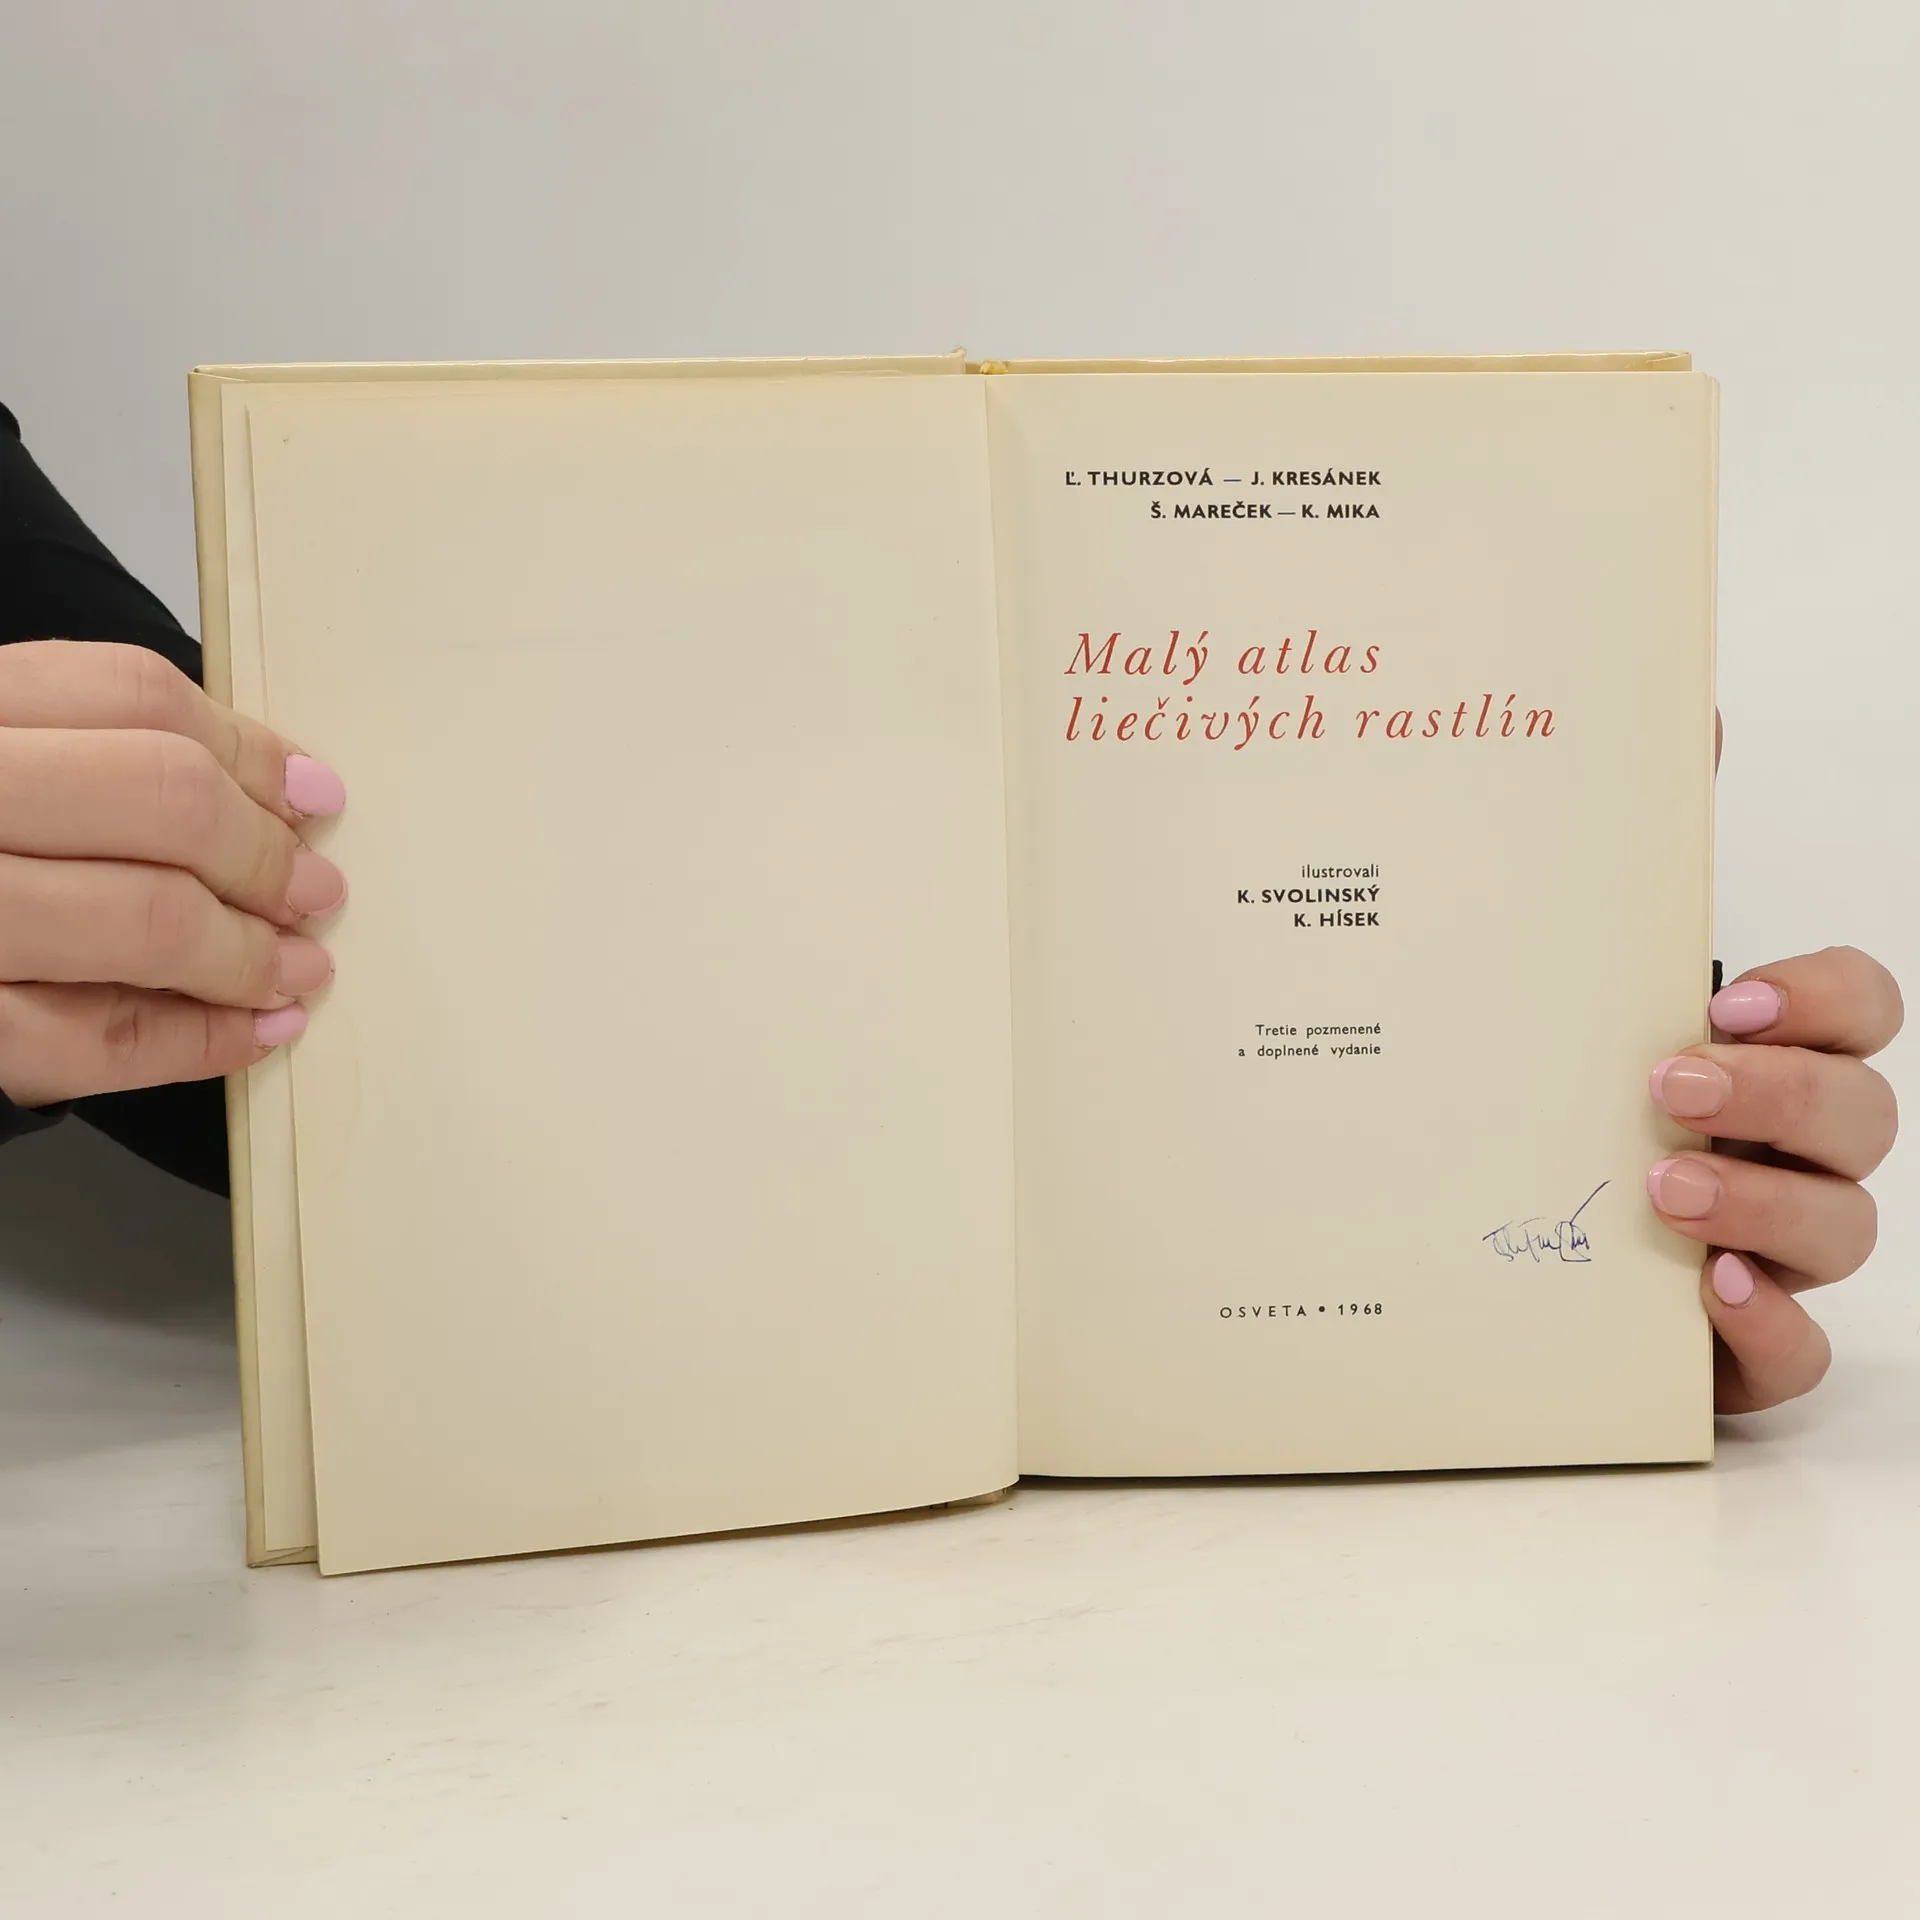 Ľ. THURZOVÁ — J. KRESÁNEK
Š. MAREČEK — K. MIKA
Malý atlas
liečivých rastlín
ilustrovali
K. SVOLINSKÝ
K. HÍSEK
Tretie pozmenené
a doplnené vydanie
OSVETA • 1968